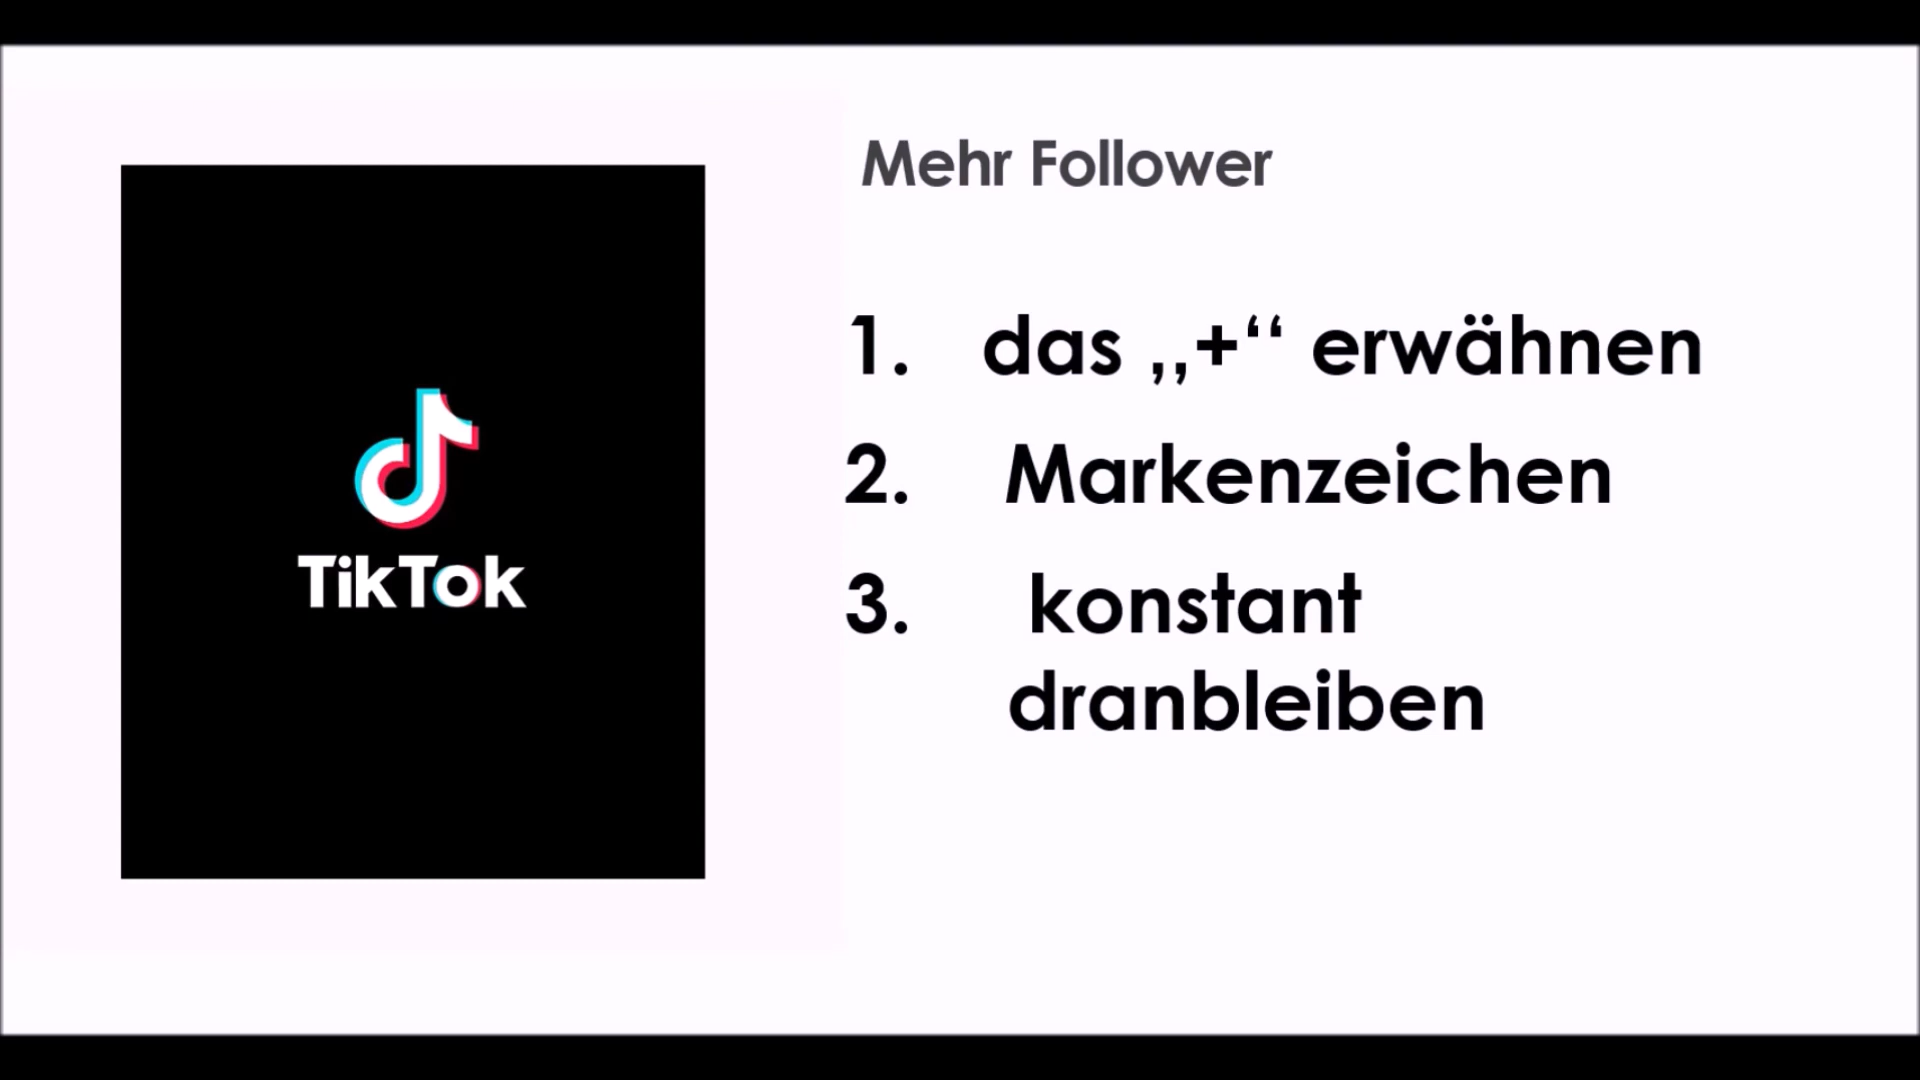 Mehr Follower
1. das ,,+‘‘ erwähnen
2. Markenzeichen
3. konstant
dranbleiben
TikTok